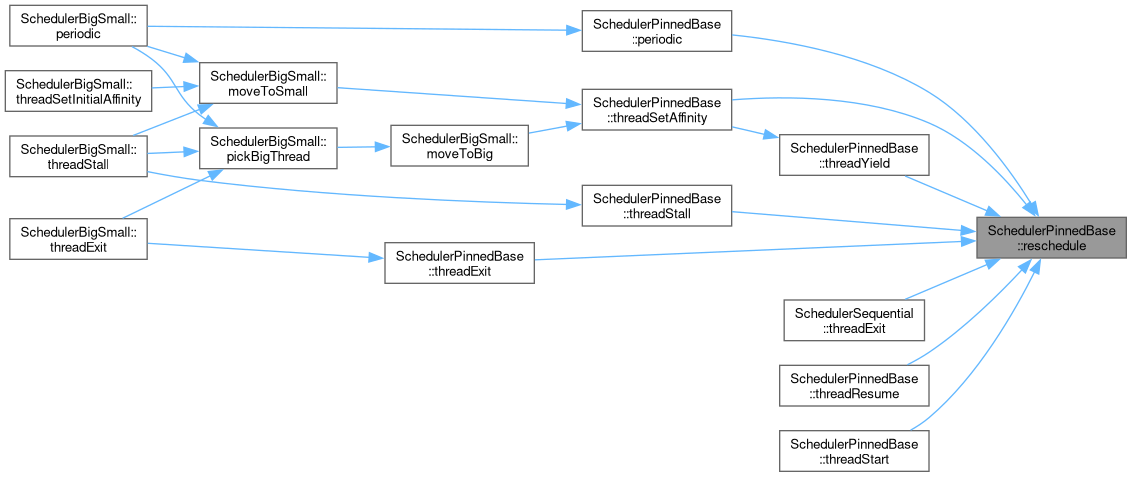 SchedulerBigSmall::
periodic
SchedulerBigSmall::
threadSetInitialAffinity
SchedulerBigSmall::
threadStall
SchedulerBigSmall::
threadExit
SchedulerBigSmall::
moveToSmall
SchedulerBigSmall::
pickBigThread
SchedulerBigSmall::
moveToBig
SchedulerPinnedBase
::threadExit
SchedulerPinnedBase
::periodic
SchedulerPinnedBase
::threadSetAffinity
SchedulerPinnedBase
::threadStall
SchedulerPinnedBase
::threadYield
SchedulerSequential
::threadExit
SchedulerPinnedBase
::threadResume
SchedulerPinnedBase
::threadStart
SchedulerPinnedBase
::reschedule